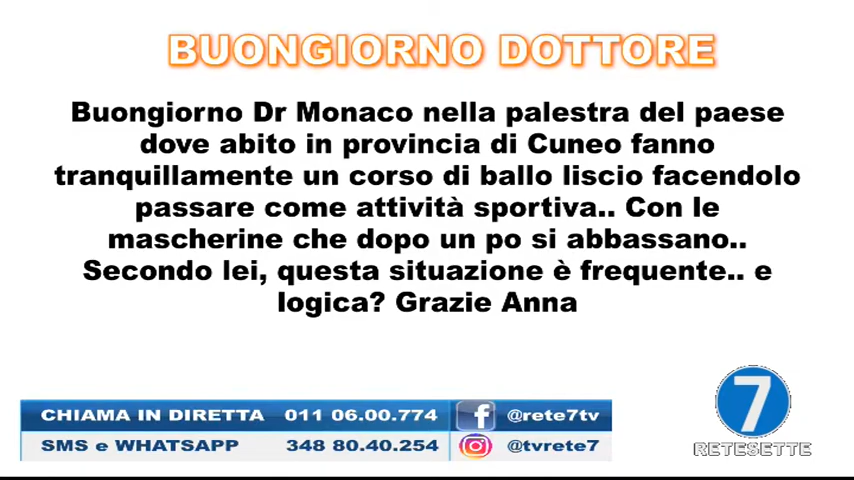 BUONGIORNO DOTTORE
Buongiorno Dr Monaco nella palestra del paese
dove abito in provincia di Cuneo fanno
tranquillamente un corso di ballo liscio facendolo
passare come attività sportiva.. Con le
mascherine che dopo un po si abbassano..
Secondo lei, questa situazione è frequente.. e
logica? Grazie Anna
CHIAMA IN DIRETTA 011 06.00.774 @rete7tv
SMS e WHATSAPP 348 80.40.254 @tvrete7
7
RETESETTE